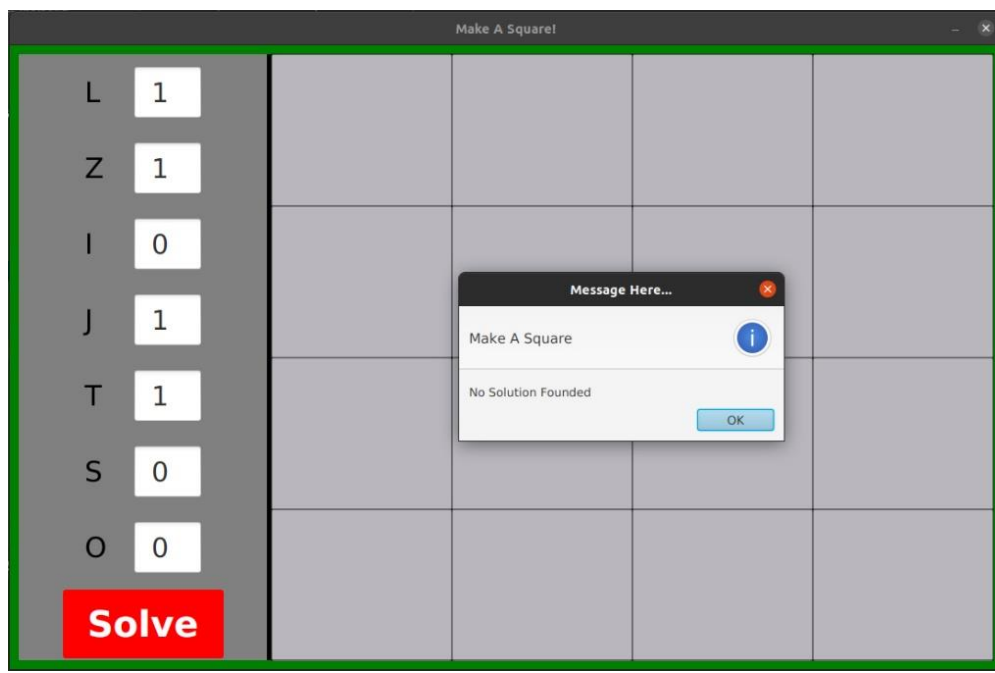 Make A Square!
L 1
Z 1
I 0
J 1
T 1
S 0
O 0
Solve
Message Here...
Make A Square
No Solution Founded
OK